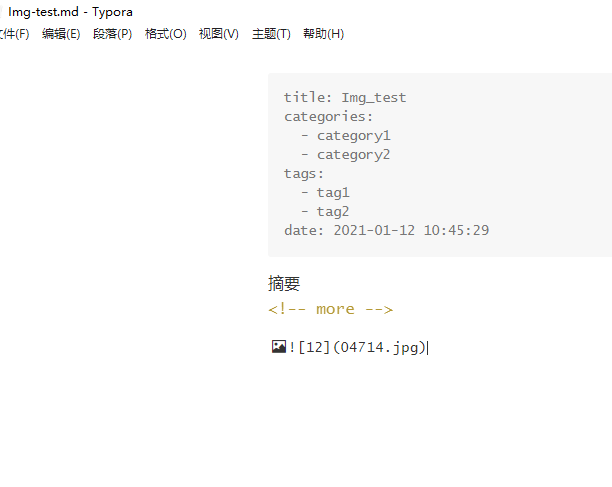 Img-test.md - Typora
文件(F) 编辑(E) 段落(P) 格式(O) 视图(V) 主题(T) 帮助(H)
title: Img_test
categories:
- category1
- category2
tags:
- tag1
- tag2
date: 2021-01-12 10:45:29
摘要
<!-- more -->
![12](04714.jpg)